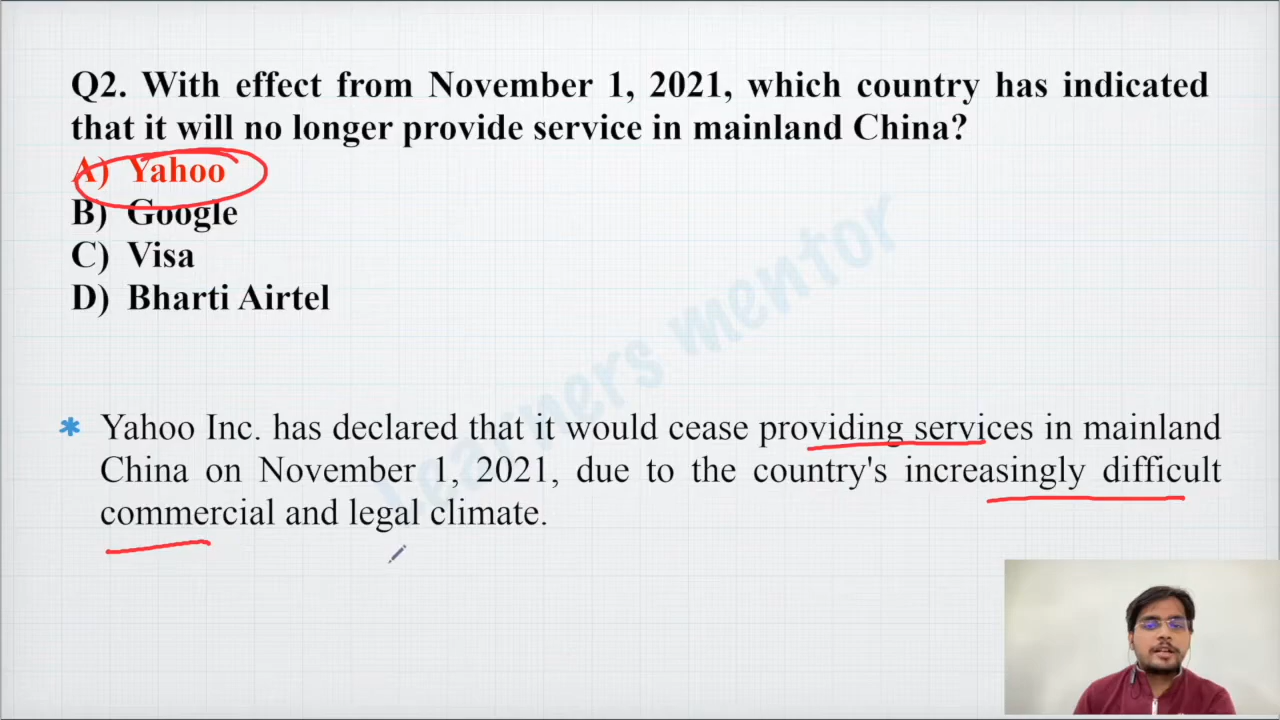 Q2. With effect from November 1, 2021, which country has indicated
that it will no longer provide service in mainland China?
A) Yahoo
B) Google
C) Visa
D) Bharti Airtel
Learners mentor
* Yahoo Inc. has declared that it would cease providing services in mainland
China on November 1, 2021, due to the country's increasingly difficult
commercial and legal climate.